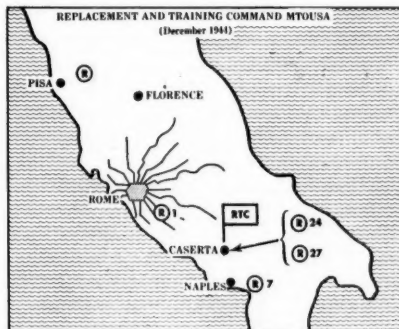 REPLACEMENT AND TRAINING COMMAND MTOUSA
(December 1944)
PISA
R
FLORENCE
ROME
R 1
RTC
R 24
CASERTA
R 27
NAPLES
R 7